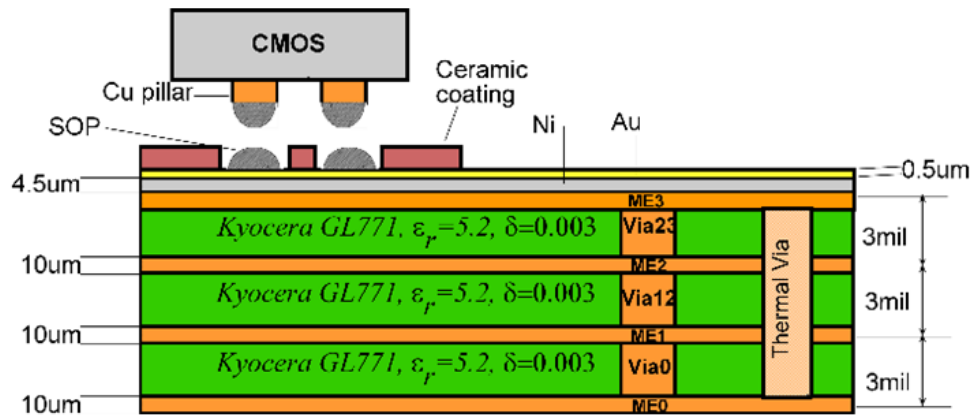 CMOS
Cu pillar
Ceramic
coating
SOP
Ni
Au
0.5um
4.5um
ME3
Kyocera GL771, εr=5.2, δ=0.003
Via23
3mil
10um
ME2
Kyocera GL771, εr=5.2, δ=0.003
Via12
Thermal Via
3mil
10um
ME1
Kyocera GL771, εr=5.2, δ=0.003
Via0
3mil
10um
ME0